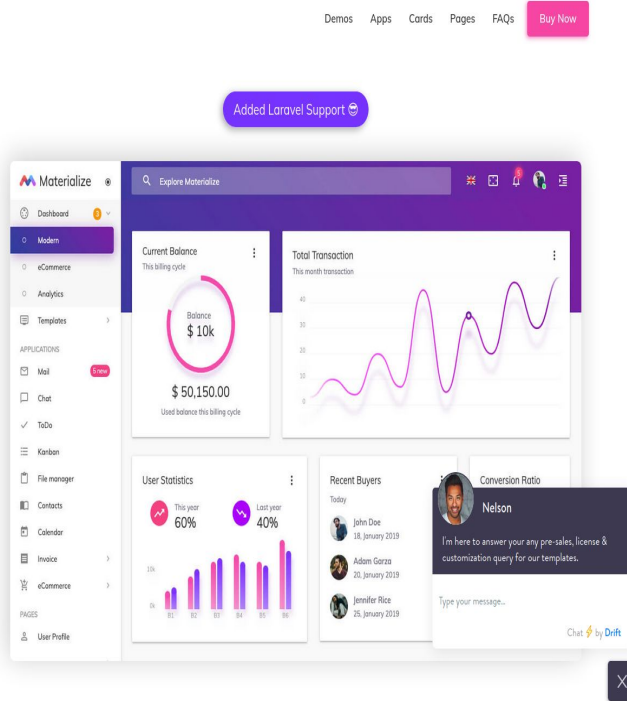 Demos Apps Cards Pages FAQs Buy Now
Added Laravel Support 😎
Materialize
Explore Materialize
5
Dashboard 3
Modern
eCommerce
Analytics
Templates
APPLICATIONS
Mail 5 new
Chat
ToDo
Kanban
File manager
Contacts
Calendar
Invoice
eCommerce
PAGES
User Profile
Current Balance
This billing cycle
Balance
$ 10k
$ 50,150.00
Used balance this billing cycle
Total Transaction
This month transaction
40
30
20
10
0
User Statistics
This year
60%
Last year
40%
10k
0k
B1 B2 B3 B4 B5 B6
Recent Buyers
Today
John Doe
18, January 2019
Adam Garza
20, January 2019
Jennifer Rice
25, January 2019
Conversion Ratio
Nelson
I'm here to answer your any pre-sales, license &
customization query for our templates.
Type your message..
Chat ⚡ by Drift
X